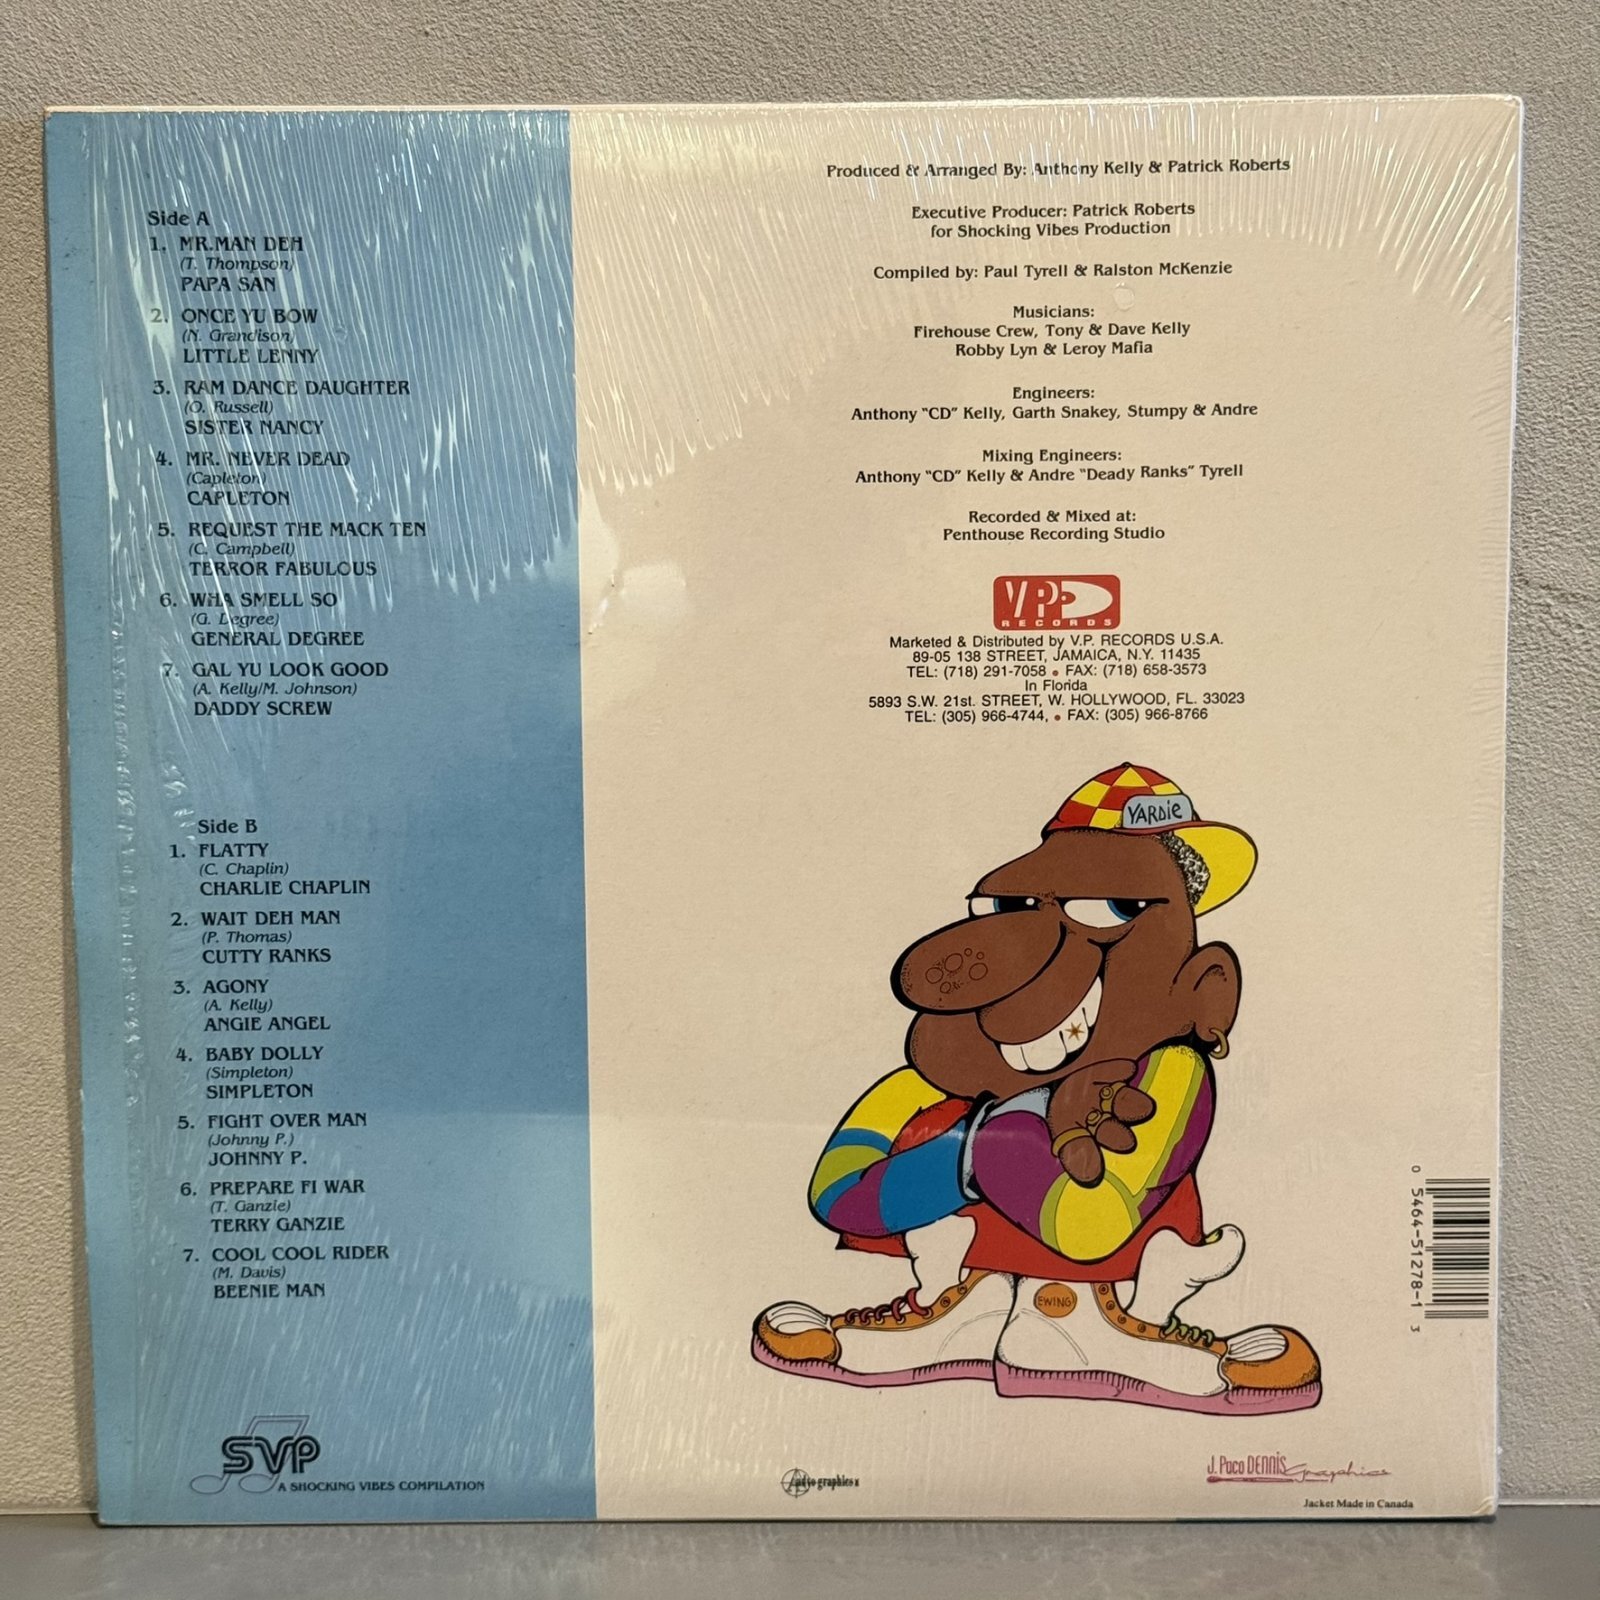 Side A
1. MR.MAN DEH
(T. Thompson)
PAPA SAN
2. ONCE YU BOW
(N. Grandison)
LITTLE LENNY
3. RAM DANCE DAUGHTER
(O. Russell)
SISTER NANCY
4. MR. NEVER DEAD
(Capleton)
CAPLETON
5. REQUEST THE MACK TEN
(C. Campbell)
TERROR FABULOUS
6. WHA SMELL SO
(G. Degree)
GENERAL DEGREE
7. GAL YU LOOK GOOD
(A. Kelly/M. Johnson)
DADDY SCREW
Side B
1. FLATTY
(C. Chaplin)
CHARLIE CHAPLIN
2. WAIT DEH MAN
(P. Thomas)
CUTTY RANKS
3. AGONY
(A. Kelly)
ANGIE ANGEL
4. BABY DOLLY
(Simpleton)
SIMPLETON
5. FIGHT OVER MAN
(Johnny P.)
JOHNNY P.
6. PREPARE FI WAR
(T. Ganzie)
TERRY GANZIE
7. COOL COOL RIDER
(M. Davis)
BEENIE MAN
SVP
A SHOCKING VIBES COMPILATION
Produced & Arranged By: Anthony Kelly & Patrick Roberts
Executive Producer: Patrick Roberts
for Shocking Vibes Production
Compiled by: Paul Tyrell & Ralston McKenzie
Musicians:
Firehouse Crew, Tony & Dave Kelly
Robby Lyn & Leroy Mafia
Engineers:
Anthony "CD" Kelly, Garth Snakey, Stumpy & Andre
Mixing Engineers:
Anthony "CD" Kelly & Andre "Deady Ranks" Tyrell
Recorded & Mixed at:
Penthouse Recording Studio
VP
RECORDS
Marketed & Distributed by V.P. RECORDS U.S.A.
89-05 138 STREET, JAMAICA, N.Y. 11435
TEL: (718) 291-7058 • FAX: (718) 658-3573
In Florida
5893 S.W. 21st. STREET, W. HOLLYWOOD, FL. 33023
TEL: (305) 966-4744, • FAX: (305) 966-8766
YARDiE
EWING
0 5464-51278-1 3
Audio graphics
J. Paco DENNIS Graphics
Jacket Made in Canada